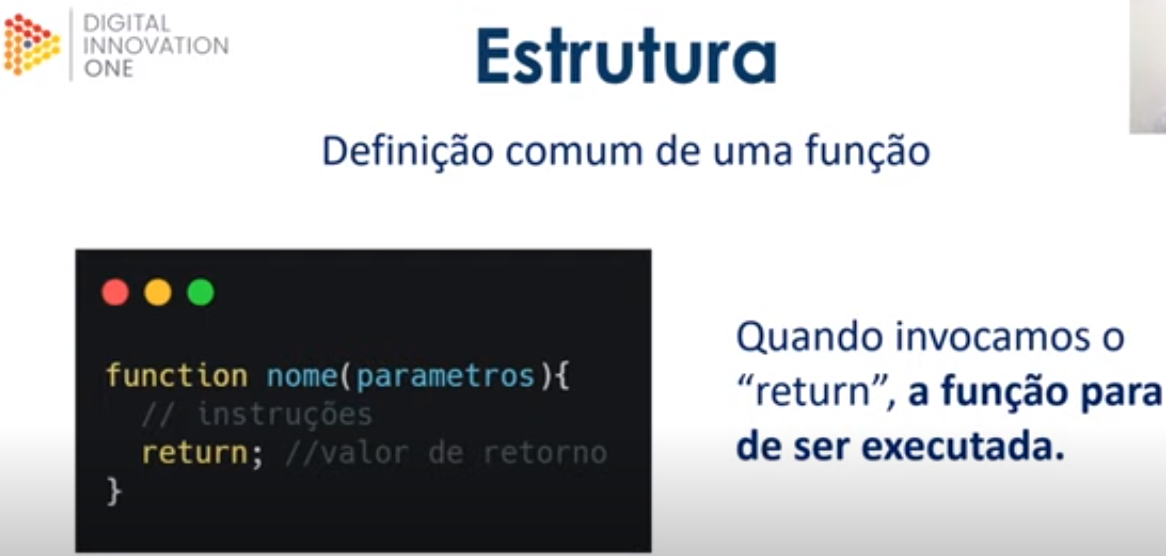 DIGITAL
INNOVATION
ONE
Estrutura
Definição comum de uma função
function nome(parametros){
// instruções
return; //valor de retorno
}
Quando invocamos o
“return”, a função para
de ser executada.